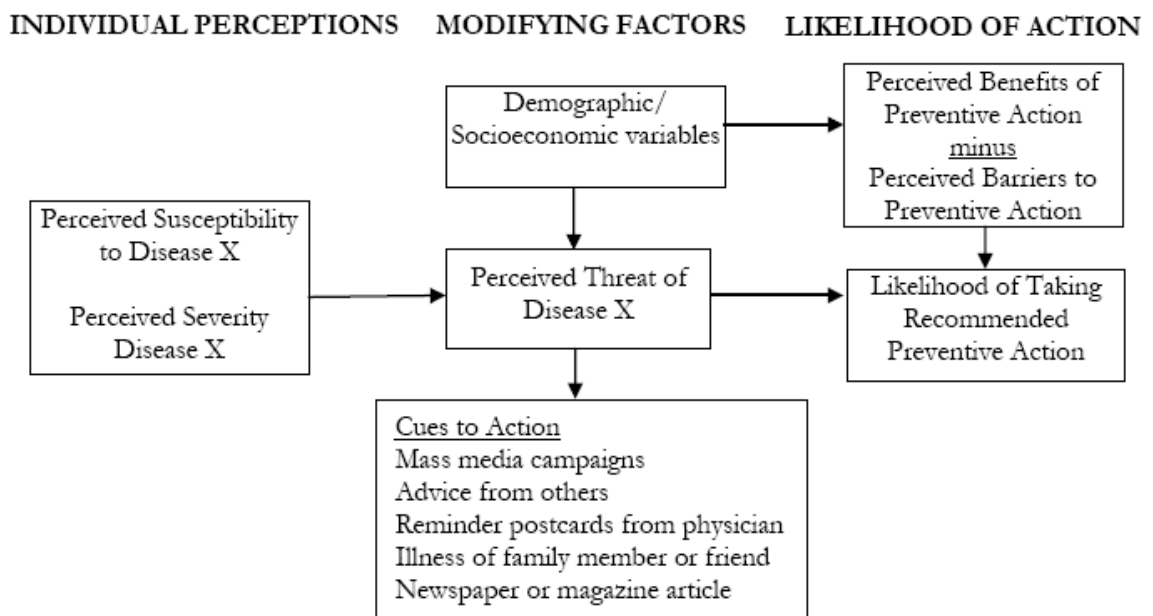 INDIVIDUAL PERCEPTIONS
MODIFYING FACTORS
LIKELIHOOD OF ACTION
Demographic/
Socioeconomic variables
Perceived Benefits of
Preventive Action
minus
Perceived Barriers to
Preventive Action
Perceived Susceptibility
to Disease X
Perceived Severity
Disease X
Perceived Threat of
Disease X
Likelihood of Taking
Recommended
Preventive Action
Cues to Action
Mass media campaigns
Advice from others
Reminder postcards from physician
Illness of family member or friend
Newspaper or magazine article